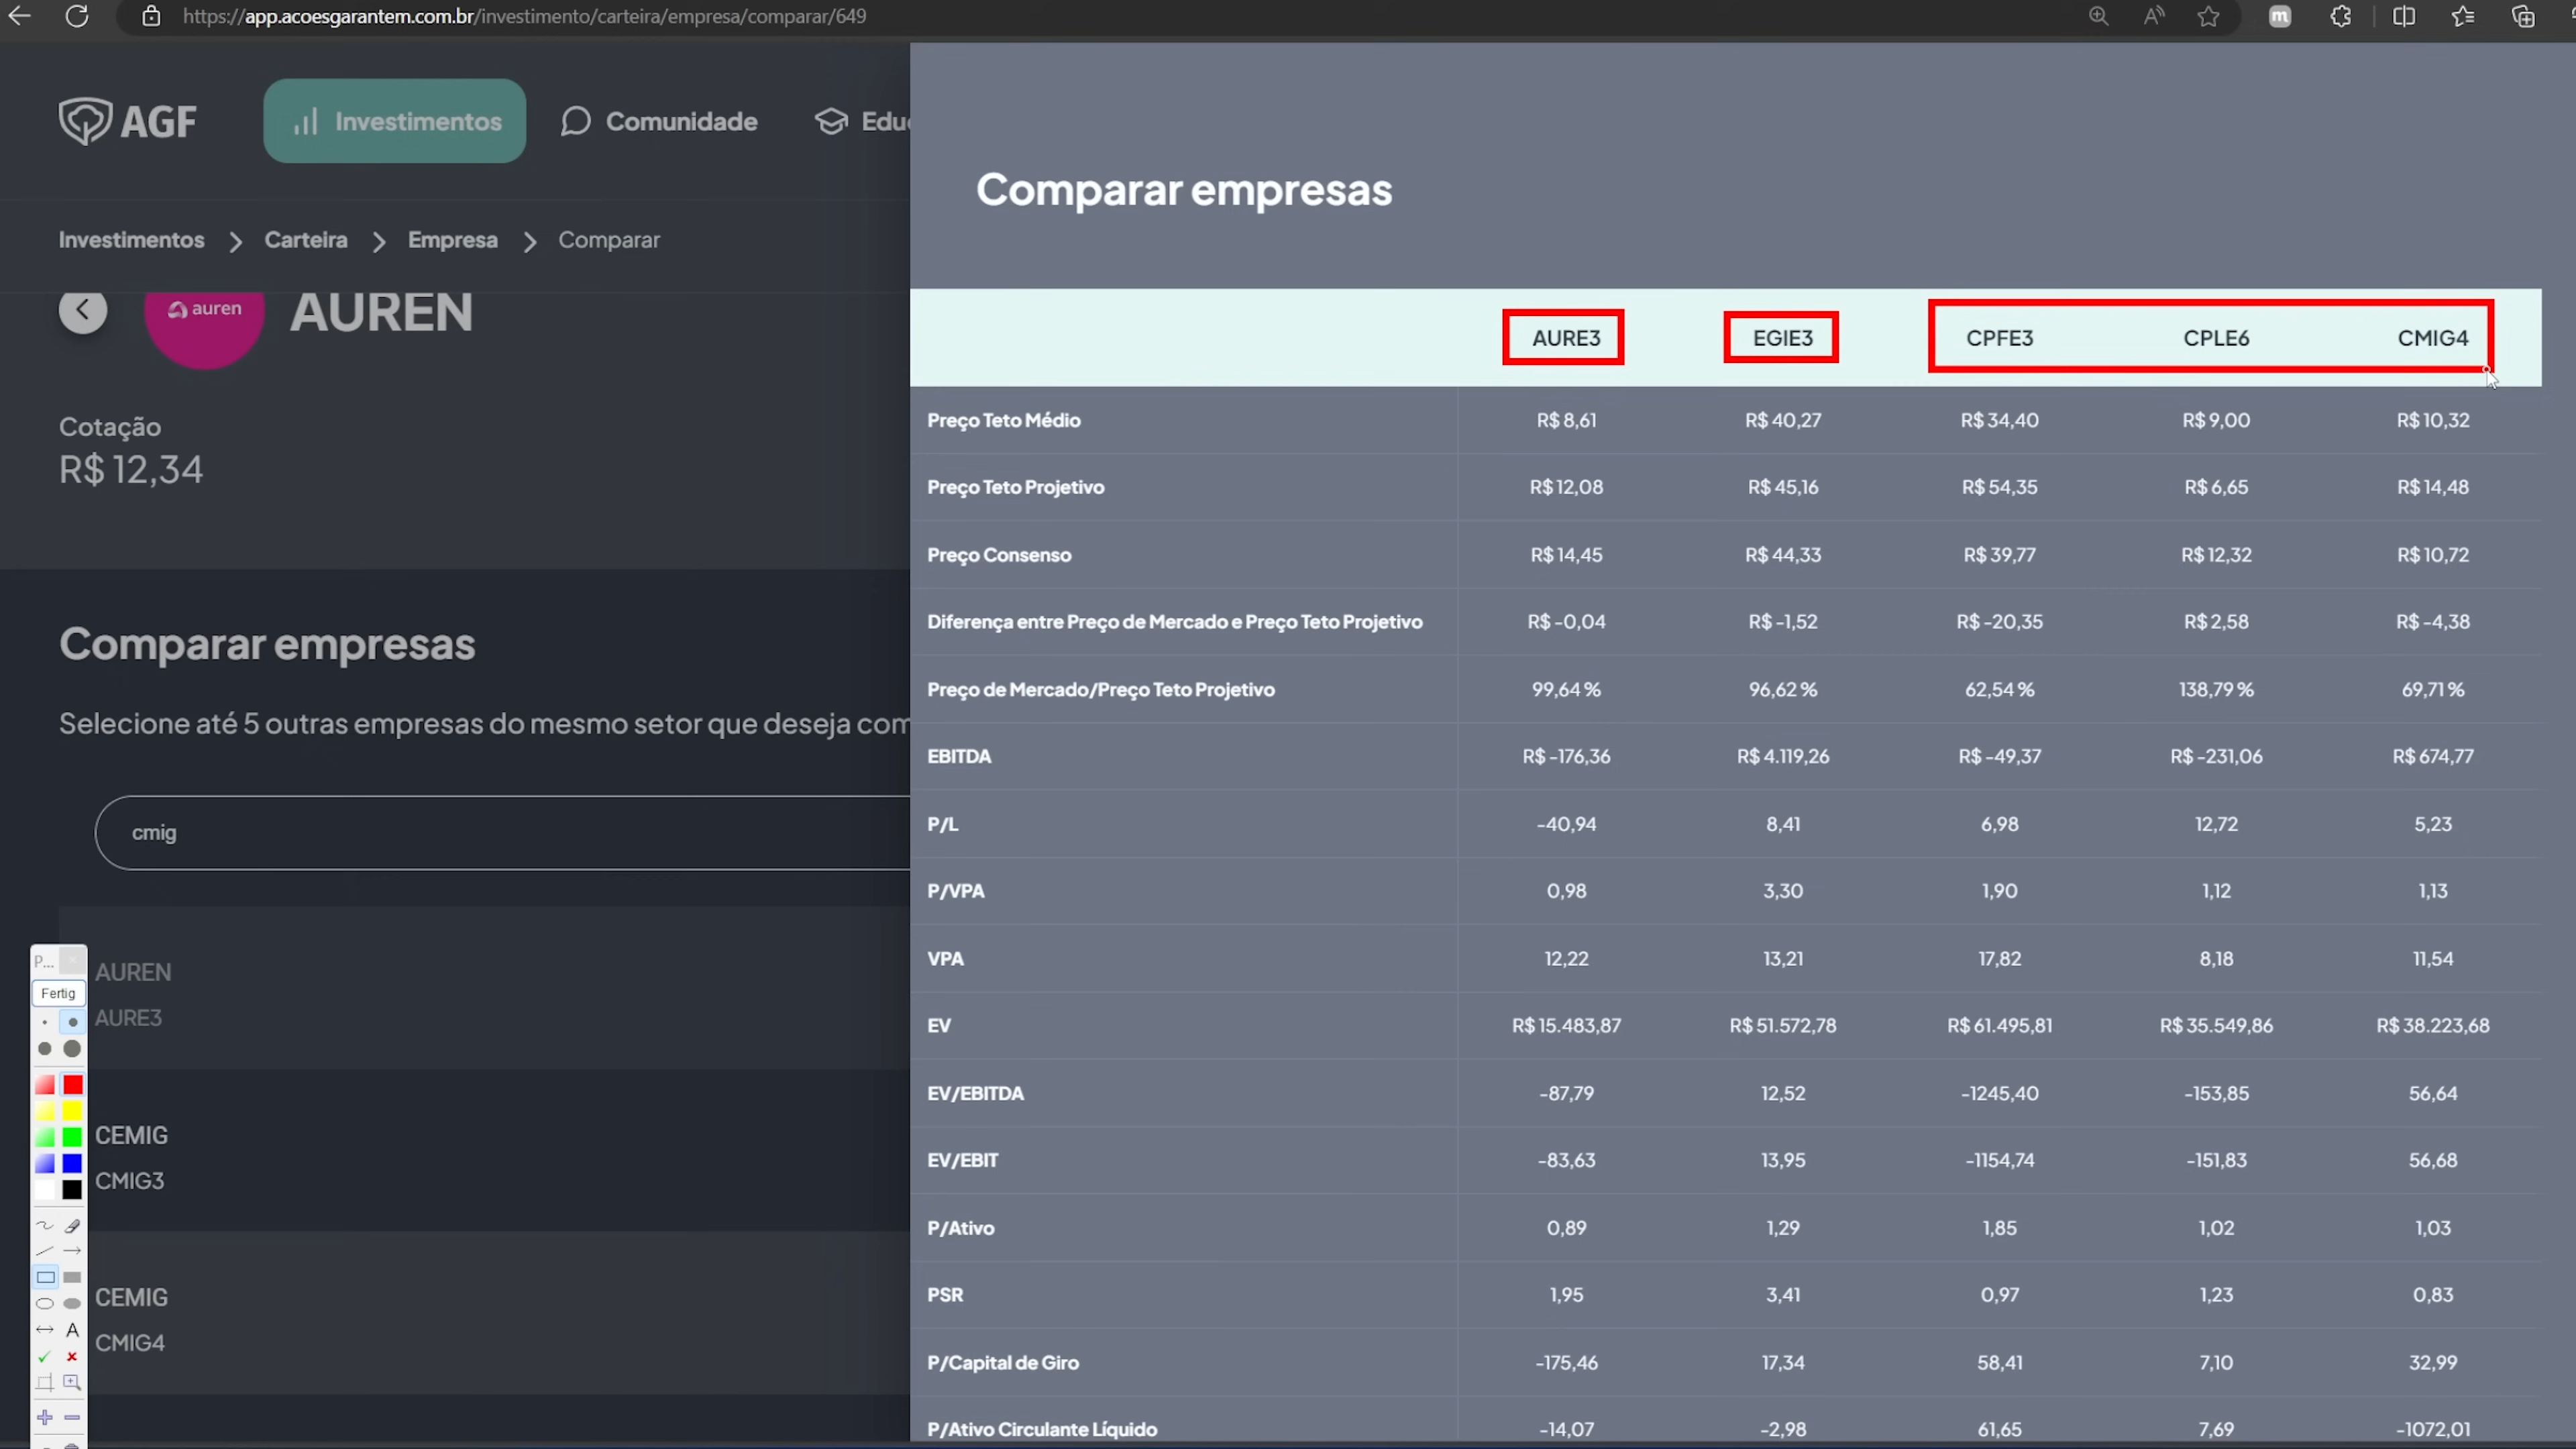 https://app.acoesgarantem.com.br/investimento/carteira/empresa/comparar/649
AGF
Investimentos
Comunidade
Edu
Investimentos
Carteira
Empresa
Comparar
auren
AUREN
Cotação
R$ 12,34
Comparar empresas
Selecione até 5 outras empresas do mesmo setor que deseja com
cmig
AUREN
AURE3
CEMIG
CMIG3
CEMIG
CMIG4
P...
Fertig
A
Comparar empresas
AURE3 EGIE3 CPFE3 CPLE6 CMIG4
Preço Teto Médio R$ 8,61 R$ 40,27 R$ 34,40 R$ 9,00 R$ 10,32
Preço Teto Projetivo R$ 12,08 R$ 45,16 R$ 54,35 R$ 6,65 R$ 14,48
Preço Consenso R$ 14,45 R$ 44,33 R$ 39,77 R$ 12,32 R$ 10,72
Diferença entre Preço de Mercado e Preço Teto Projetivo R$ -0,04 R$ -1,52 R$ -20,35 R$ 2,58 R$ -4,38
Preço de Mercado/Preço Teto Projetivo 99,64 % 96,62 % 62,54 % 138,79 % 69,71 %
EBITDA R$ -176,36 R$ 4.119,26 R$ -49,37 R$ -231,06 R$ 674,77
P/L -40,94 8,41 6,98 12,72 5,23
P/VPA 0,98 3,30 1,90 1,12 1,13
VPA 12,22 13,21 17,82 8,18 11,54
EV R$ 15.483,87 R$ 51.572,78 R$ 61.495,81 R$ 35.549,86 R$ 38.223,68
EV/EBITDA -87,79 12,52 -1245,40 -153,85 56,64
EV/EBIT -83,63 13,95 -1154,74 -151,83 56,68
P/Ativo 0,89 1,29 1,85 1,02 1,03
PSR 1,95 3,41 0,97 1,23 0,83
P/Capital de Giro -175,46 17,34 58,41 7,10 32,99
P/Ativo Circulante Líquido -14,07 -2,98 61,65 7,69 -1072,01